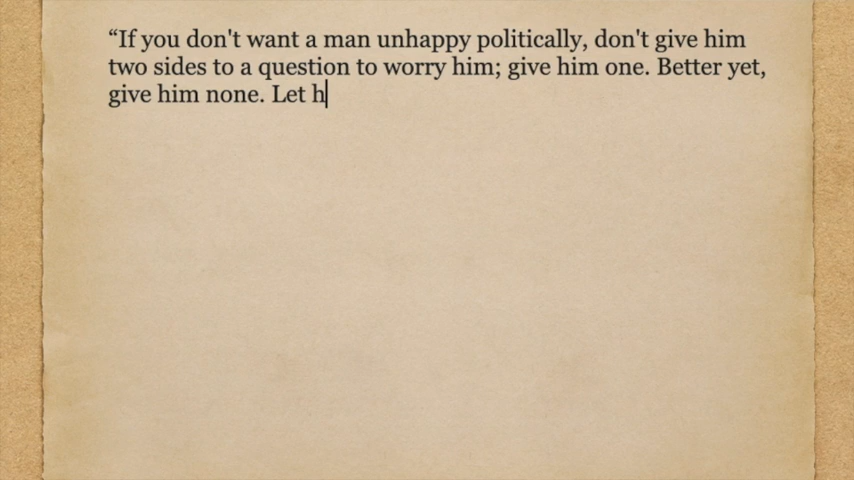 “If you don't want a man unhappy politically, don't give him
two sides to a question to worry him; give him one. Better yet,
give him none. Let h